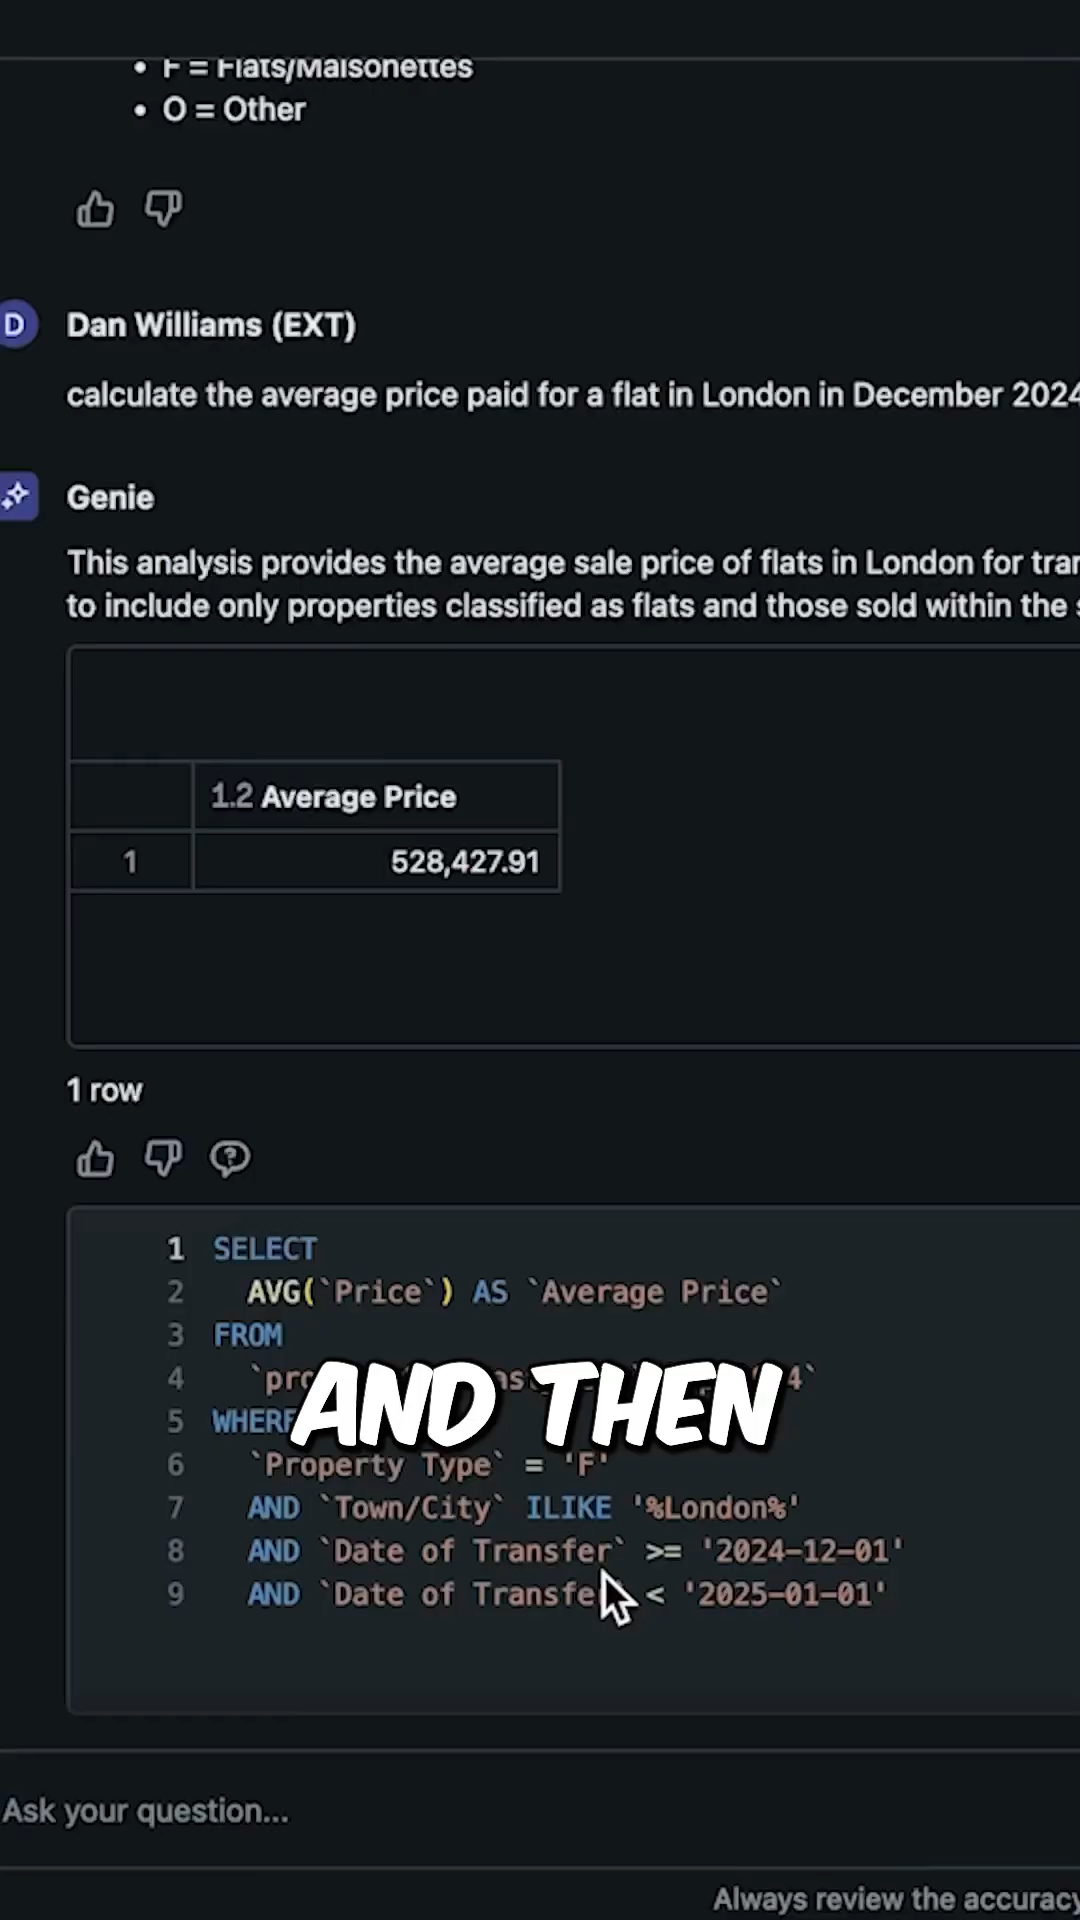 • F = Flats/Maisonettes
• O = Other
D Dan Williams (EXT)
calculate the average price paid for a flat in London in December 2024
Genie
This analysis provides the average sale price of flats in London for
to include only properties classified as flats and those sold within the
1.2 Average Price
1 528,427.91
1 row
1 SELECT
2 AVG(`Price`) AS `Average Price`
3 FROM
4
5 WHERE
AND THEN
6 `Property Type` = 'F'
7 AND `Town/City` ILIKE '%London%'
8 AND `Date of Transfer` >= '2024-12-01'
9 AND `Date of Transfer` < '2025-01-01'
Ask your question...
Always review the accuracy